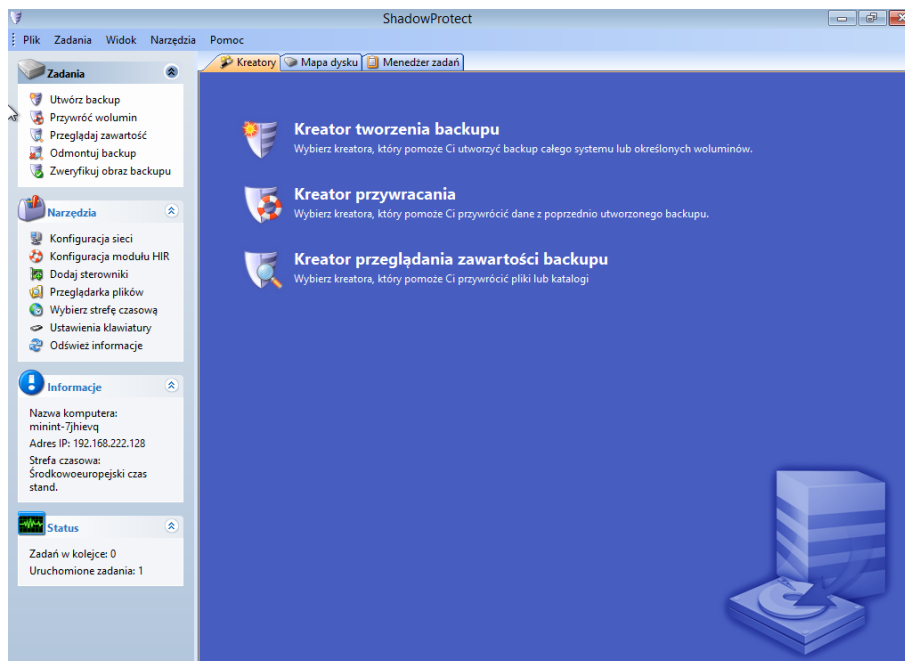 ShadowProtect
Plik Zadania Widok Narzędzia Pomoc
Kreatory Mapa dysku Menedżer zadań
Zadania
Utwórz backup
Przywróć wolumin
Przeglądaj zawartość
Odmontuj backup
Zweryfikuj obraz backupu
Narzędzia
Konfiguracja sieci
Konfiguracja modułu HIR
Dodaj sterowniki
Przeglądarka plików
Wybierz strefę czasową
Ustawienia klawiatury
Odśwież informacje
Informacje
Nazwa komputera:
minint-7jhievq
Adres IP: 192.168.222.128
Strefa czasowa:
Środkowoeuropejski czas
stand.
Status
Zadań w kolejce: 0
Uruchomione zadania: 1
Kreator tworzenia backupu
Wybierz kreatora, który pomoże Ci utworzyć backup całego systemu lub określonych woluminów.
Kreator przywracania
Wybierz kreatora, który pomoże Ci przywrócić dane z poprzednio utworzonego backupu.
Kreator przeglądania zawartości backupu
Wybierz kreatora, który pomoże Ci przywrócić pliki lub katalogi